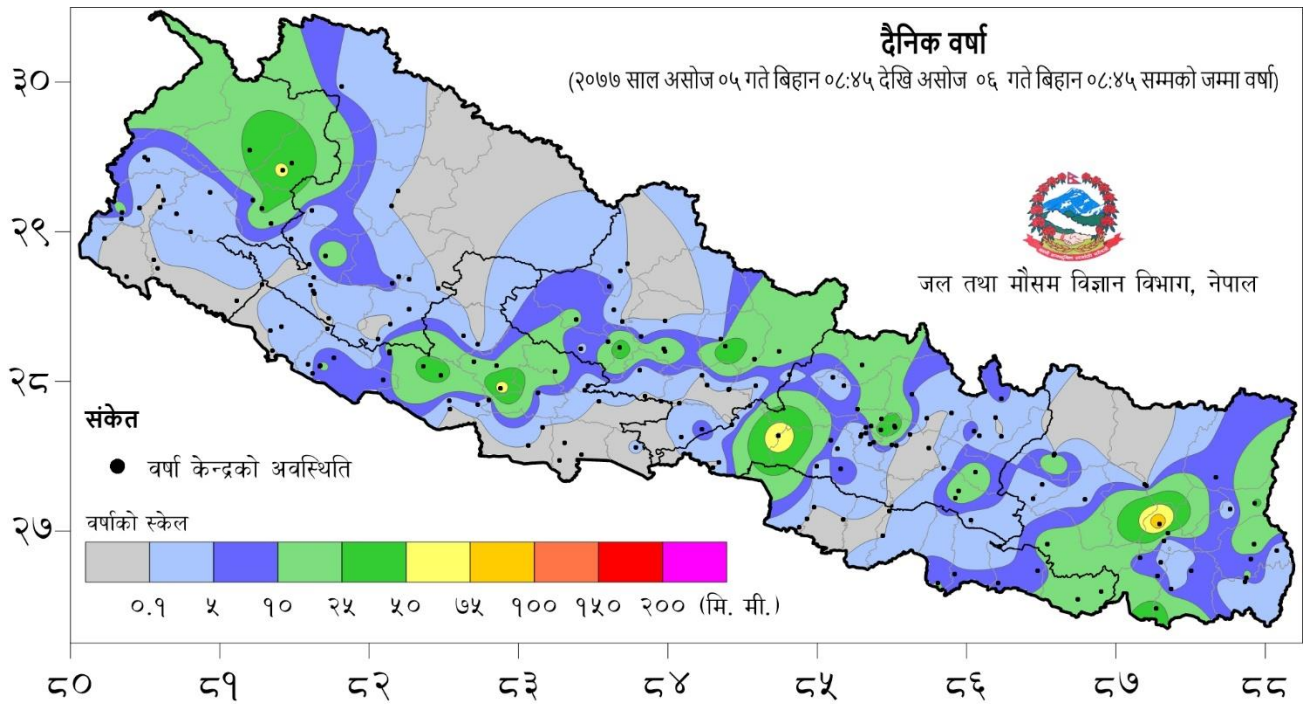 दैनिक वर्षा
(२०७७ साल असोज ०५ गते बिहान ०८:४५ देखि असोज ०६ गते बिहान ०८:४५ सम्मको जम्मा वर्षा)
३०
२९
जल तथा मौसम विज्ञान विभाग, नेपाल
२८
संकेत
वर्षा केन्द्रको अवस्थिति
२७
वर्षाको स्केल
०.१ ५ १० २५ ५० ७५ १०० १५० २०० (मि. मी.)
८० ८१ ८२ ८३ ८४ ८५ ८६ ८७ ८८